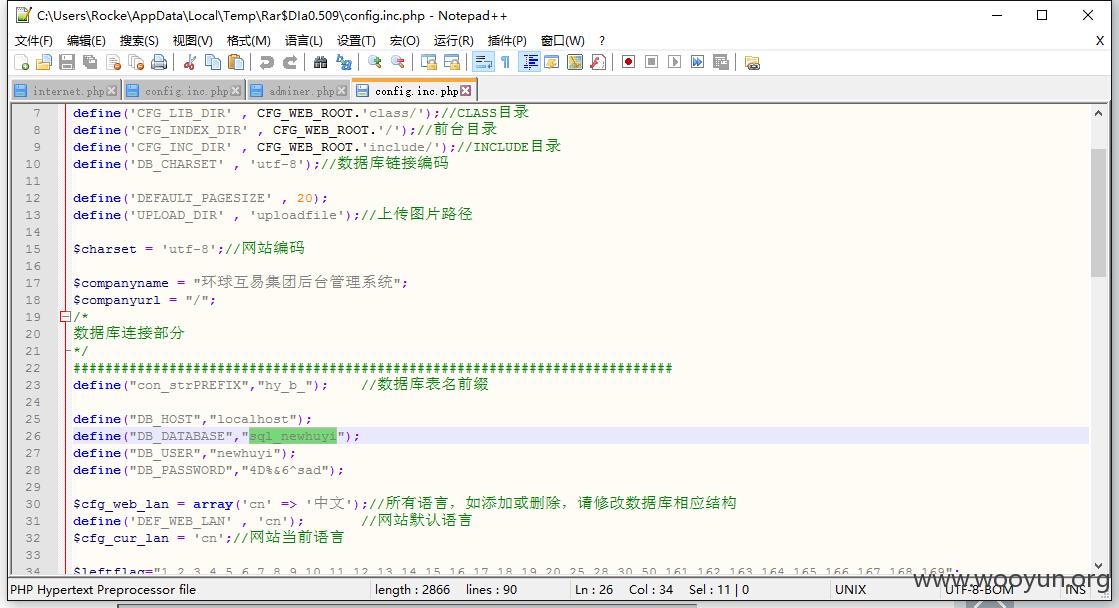 C:\Users\Rocke\AppData\Local\Temp\Rar$DIa0.509\config.inc.php - Notepad++
文件(F) 编辑(E) 搜索(S) 视图(V) 格式(M) 语言(L) 设置(T) 宏(O) 运行(R) 插件(P) 窗口(W) ? X
internet.php config.inc.php adminer.php config.inc.php
7 define('CFG_LIB_DIR' , CFG_WEB_ROOT.'class/');//CLASS目录
8 define('CFG_INDEX_DIR' , CFG_WEB_ROOT.'/');//前台目录
9 define('CFG_INC_DIR' , CFG_WEB_ROOT.'include/');//INCLUDE目录
10 define('DB_CHARSET' , 'utf-8');//数据库链接编码
11
12 define('DEFAULT_PAGESIZE' , 20);
13 define('UPLOAD_DIR' , 'uploadfile');//上传图片路径
14
15 $charset = 'utf-8';//网站编码
16
17 $companyname = "环球互易集团后台管理系统";
18 $companyurl = "/";
19 /*
20 数据库连接部分
21 */
22 ###########################################################################
23 define("con_strPREFIX","hy_b_"); //数据库表名前缀
24
25 define("DB_HOST","localhost");
26 define("DB_DATABASE","sql_newhuyi");
27 define("DB_USER","newhuyi");
28 define("DB_PASSWORD","4D%&6^sad");
29
30 $cfg_web_lan = array('cn' => '中文');//所有语言，如添加或删除，请修改数据库相应结构
31 define('DEF_WEB_LAN' , 'cn'); //网站默认语言
32 $cfg_cur_lan = 'cn';//网站当前语言
33
34 $leftflag="1,2,3,4,5,6,7,8,9,10,11,12,13,14,15,16,17,18,19,20,25,28,30,50,161,162,163,164,165,166,167,168,169";
PHP Hypertext Preprocessor file length : 2866 lines : 90 Ln : 26 Col : 34 Sel : 11 | 0 UNIX UTF-8-BOM INS
www.wooyun.org